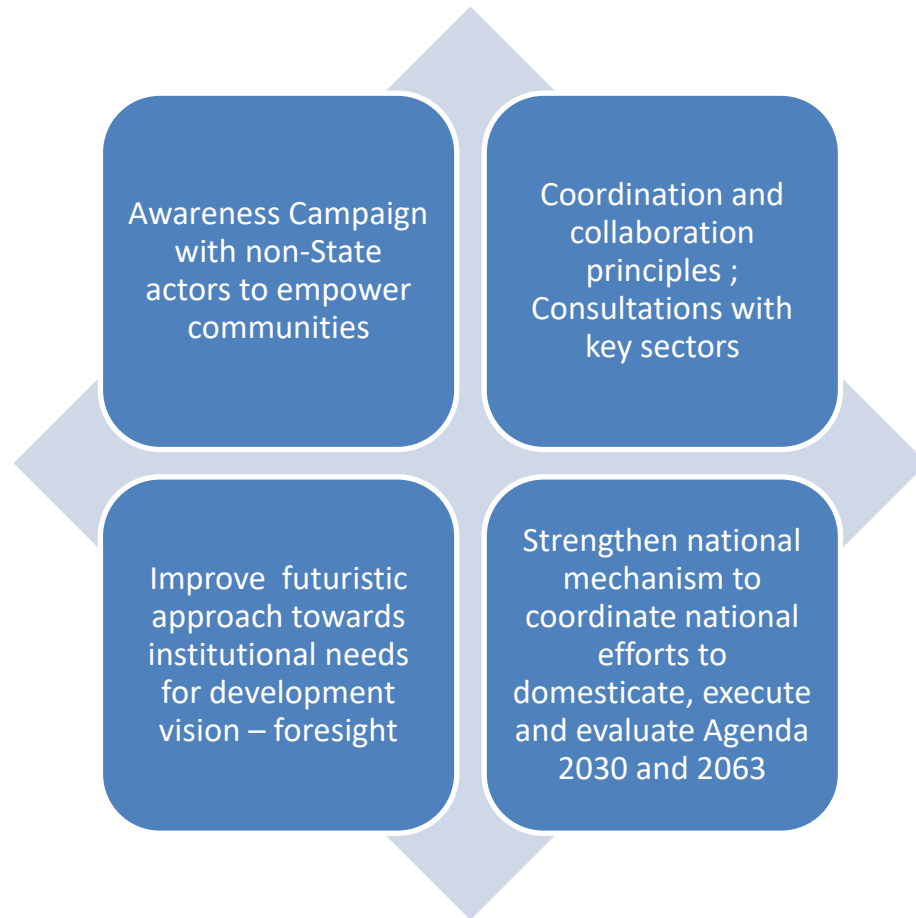 Awareness Campaign
with non-State
actors to empower
communities
Coordination and
collaboration
principles ;
Consultations with
key sectors
Improve  futuristic
approach towards
institutional needs
for development
vision – foresight
Strengthen national
mechanism to
coordinate national
efforts to
domesticate, execute
and evaluate Agenda
2030 and 2063